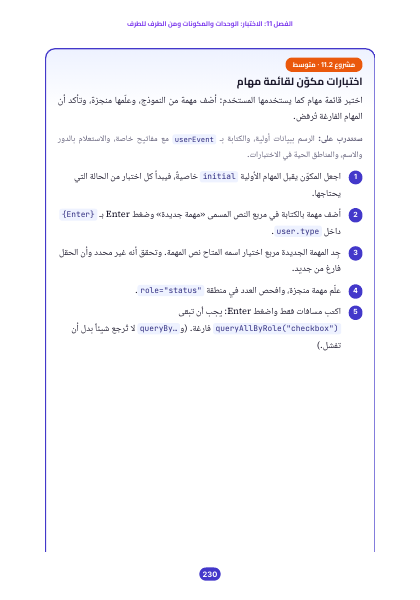 الفصل 11: الاختبار: الوحدات والمكونات ومن الطرف للطرف
مشروع 11.2 · متوسط
اختبارات مكوّن لقائمة مهام
اختبر قائمة مهام كما يستخدمها المستخدم: أضف مهمة من النموذج، وعلّمها منجزة، وتأكد أن
المهام الفارغة تُرفض.
ستتدرب على: الرسم ببيانات أولية، والكتابة بـ userEvent مع مفاتيح خاصة، والاستعلام بالدور
والاسم، والمناطق الحية في الاختبارات.
1 اجعل المكوّن يقبل المهام الأولية initial خاصيةً، فيبدأ كل اختبار من الحالة التي
يحتاجها.
2 أضف مهمة بالكتابة في مربع النص المسمى «مهمة جديدة» وضغط Enter بـ {Enter}
داخل user.type.
3 جِد المهمة الجديدة مربع اختيار اسمه المتاح نص المهمة. وتحقق أنه غير محدد وأن الحقل
فارغ من جديد.
4 علّم مهمة منجزة، وافحص العدد في منطقة role="status".
5 اكتب مسافات فقط واضغط Enter: يجب أن تبقى
queryAllByRole("checkbox") فارغة. (و queryBy… لا تُرجع شيئاً بدل أن
تفشل.)
230